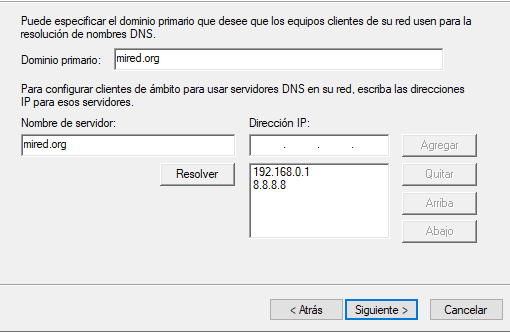 Puede especificar el dominio primario que desee que los equipos clientes de su red usen para la
resolución de nombres DNS.
Dominio primario: mired.org
Para configurar clientes de ámbito para usar servidores DNS en su red, escriba las direcciones
IP para esos servidores.
Nombre de servidor: Dirección IP:
mired.org . . . Agregar
Resolver 192.168.0.1 Quitar
8.8.8.8
Arriba
Abajo
< Atrás Siguiente > Cancelar